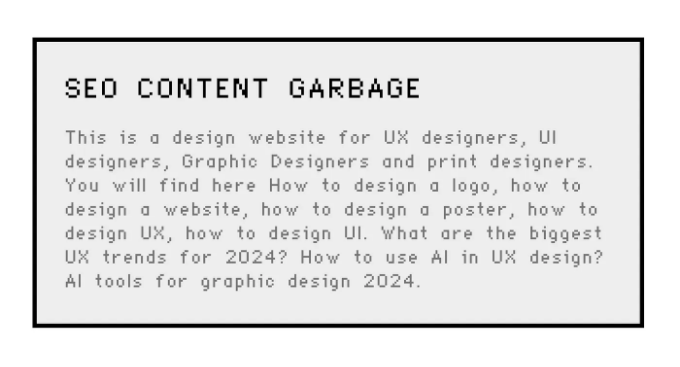 SEO CONTENT GARBAGE
This is a design website for UX designers, UI
designers, Graphic Designers and print designers.
You will find here How to design a logo, how to
design a website, how to design a poster, how to
design UX, how to design UI. What are the biggest
UX trends for 2024? How to use AI in UX design?
AI tools for graphic design 2024.